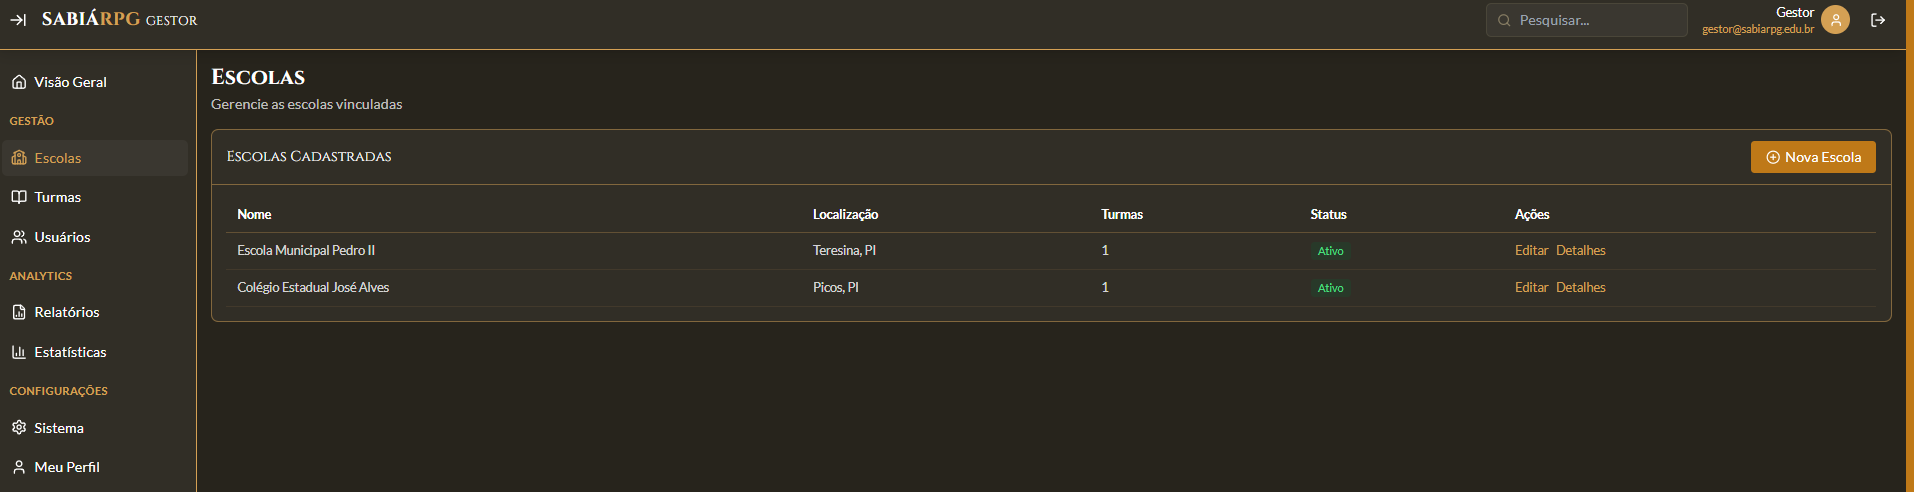 SABIÁRPG GESTOR
Pesquisar...
Gestor
gestor@sabiarpg.edu.br
Visão Geral
GESTÃO
Escolas
Turmas
Usuários
ANALYTICS
Relatórios
Estatísticas
CONFIGURAÇÕES
Sistema
Meu Perfil
Escolas
Gerencie as escolas vinculadas
Escolas Cadastradas
Nova Escola
Nome Localização Turmas Status Ações
Escola Municipal Pedro II Teresina, PI 1 Ativo Editar Detalhes
Colégio Estadual José Alves Picos, PI 1 Ativo Editar Detalhes